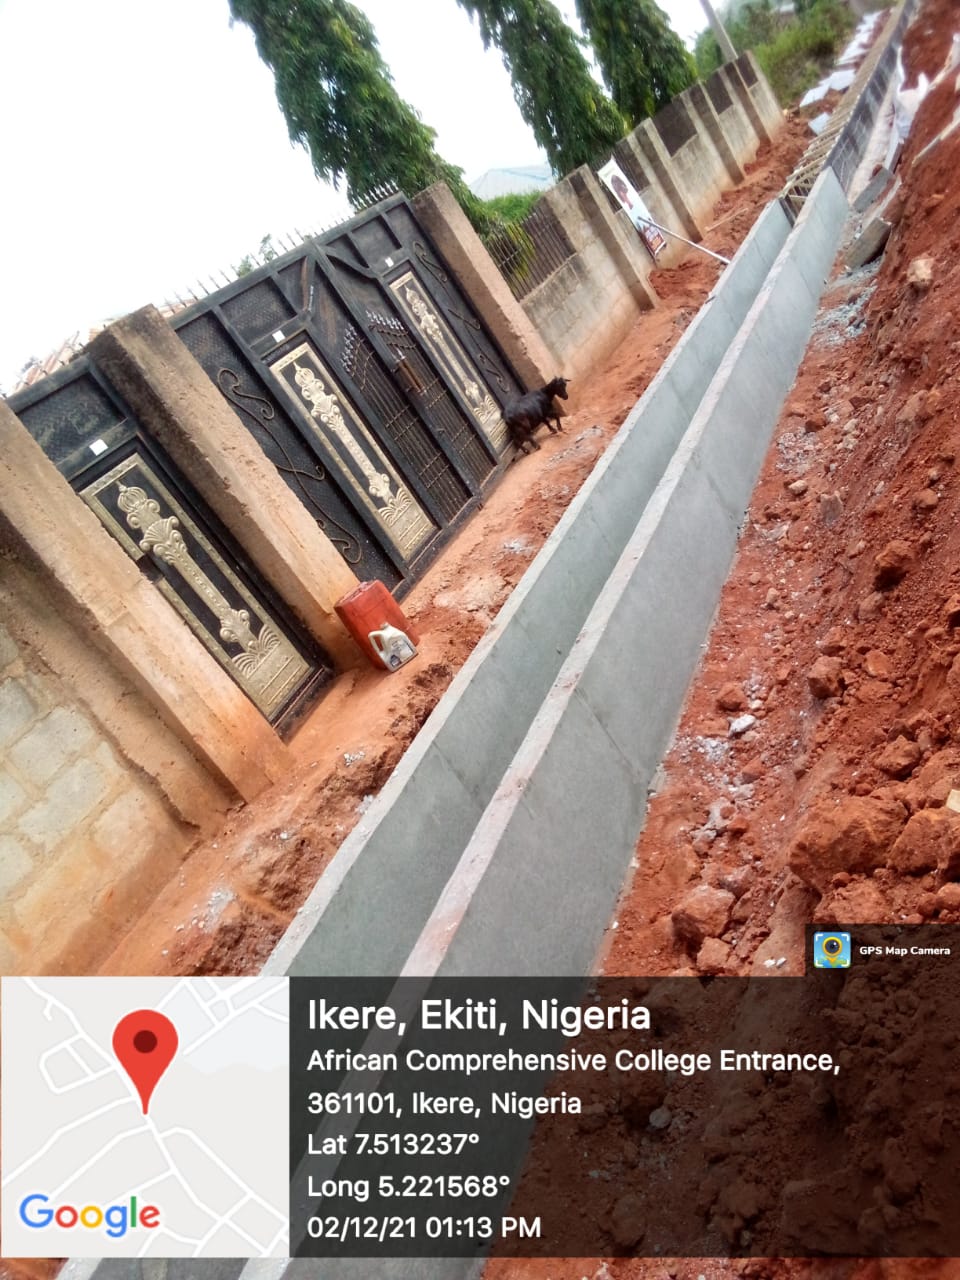 GPS Map Camera
Ikere, Ekiti, Nigeria
African Comprehensive College Entrance,
361101, Ikere, Nigeria
Lat 7.513237°
Long 5.221568°
02/12/21 01:13 PM
Google